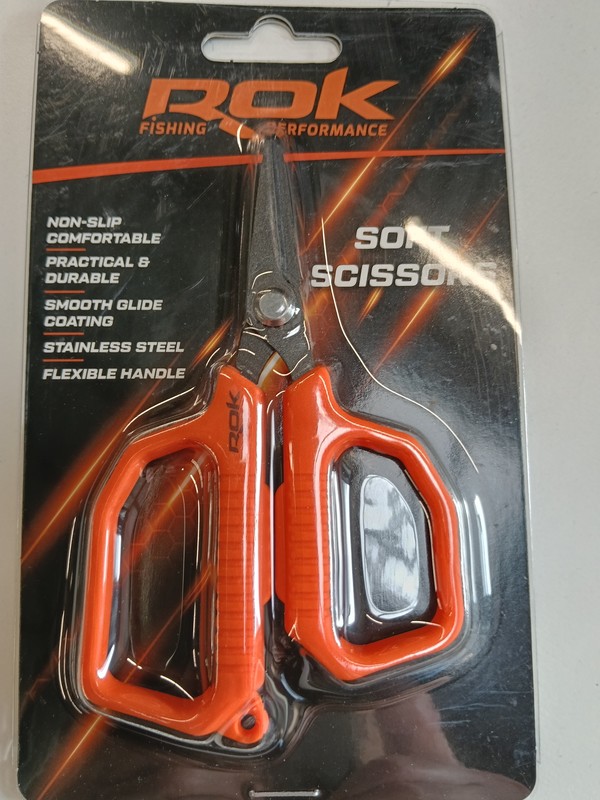 ROK
FISHING PERFORMANCE
NON-SLIP
COMFORTABLE
PRACTICAL &
DURABLE
SMOOTH GLIDE
COATING
STAINLESS STEEL
FLEXIBLE HANDLE
SOFT
SCISSORS
ROK